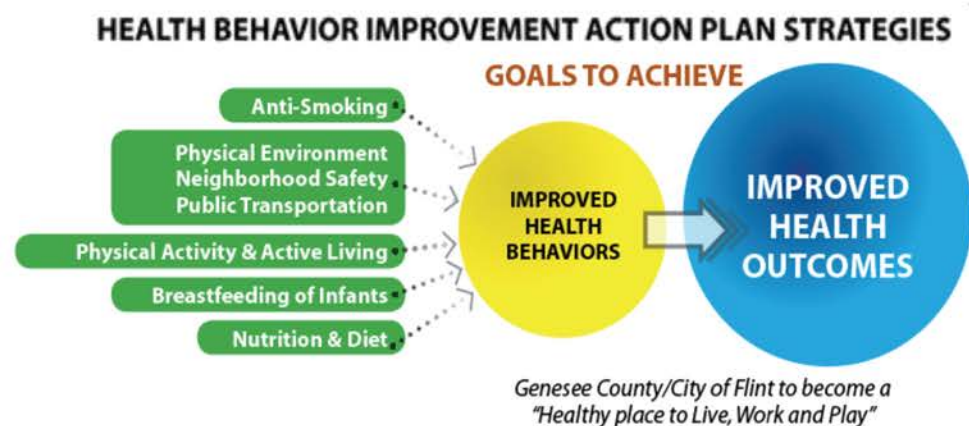 HEALTH BEHAVIOR IMPROVEMENT ACTION PLAN STRATEGIES
GOALS TO ACHIEVE
Anti-Smoking
Physical Environment
Neighborhood Safety
Public Transportation
Physical Activity & Active Living
Breastfeeding of Infants
Nutrition & Diet
IMPROVED
HEALTH
BEHAVIORS
IMPROVED
HEALTH
OUTCOMES
Genesee County/City of Flint to become a
“Healthy place to Live, Work and Play”